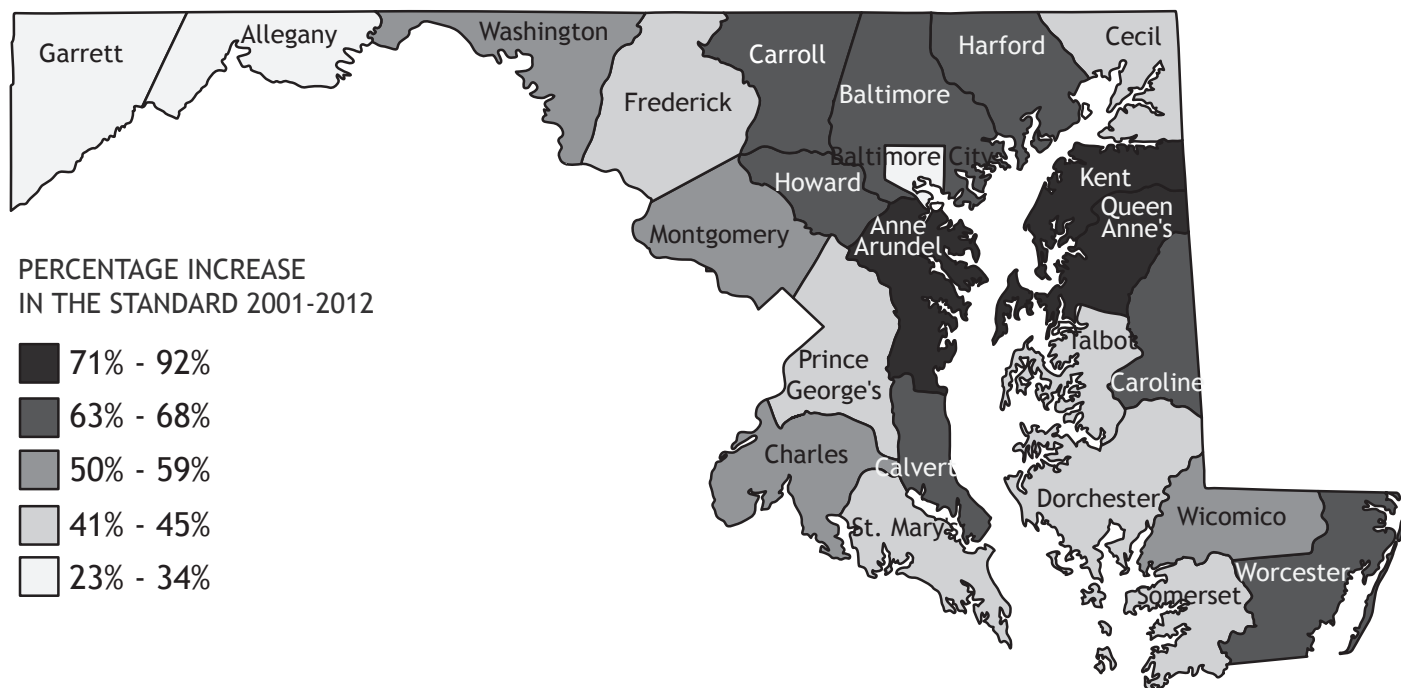 Garrett
Allegany
Washington
Frederick
Carroll
Baltimore
Harford
Cecil
Baltimore City
Howard
Montgomery
Anne
Arundel
Kent
Queen
Anne's
PERCENTAGE INCREASE
IN THE STANDARD 2001-2012
71% - 92%
63% - 68%
50% - 59%
41% - 45%
23% - 34%
Prince
George's
Talbot
Caroline
Charles
Calvert
St. Mary's
Dorchester
Wicomico
Worcester
Somerset